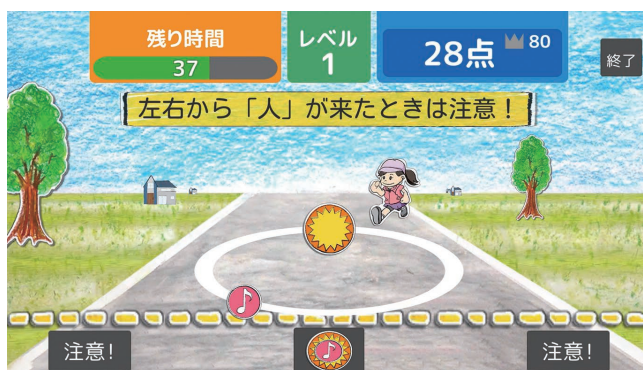 残り時間
37
レベル
1
28点
80
終了
左右から「人」が来たときは注意！
注意！
注意！